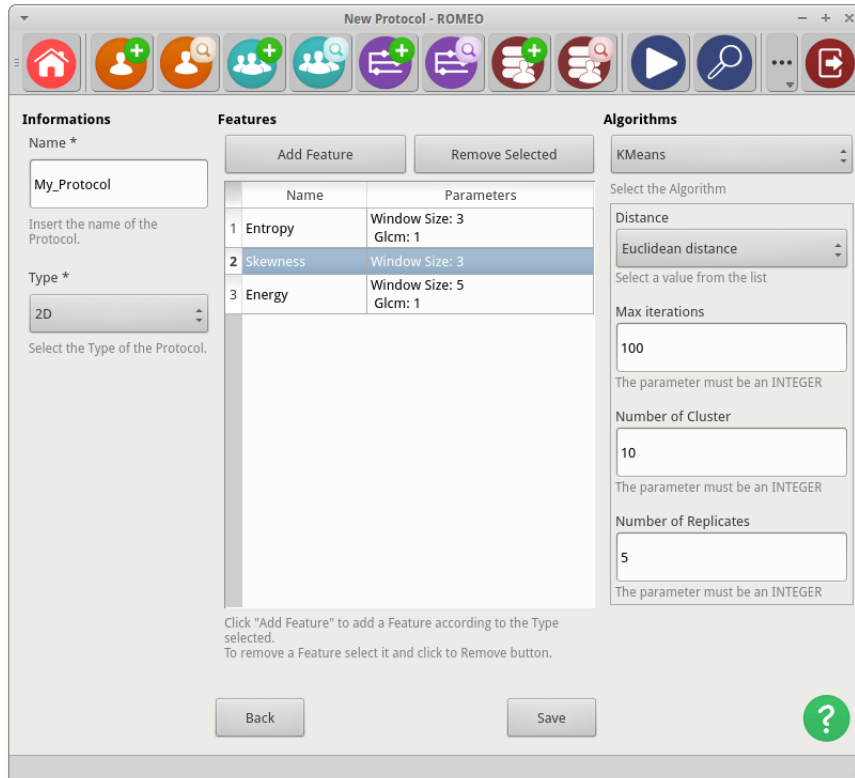 New Protocol - ROMEO
Informations
Name *
My_Protocol
Insert the name of the
Protocol.
Type *
2D
Select the Type of the Protocol.
Features
Add Feature
Remove Selected
Name
Parameters
1 Entropy
Window Size: 3
Glcm: 1
2 Skewness
Window Size: 3
3 Energy
Window Size: 5
Glcm: 1
Click "Add Feature" to add a Feature according to the Type
selected.
To remove a Feature select it and click to Remove button.
Algorithms
KMeans
Select the Algorithm
Distance
Euclidean distance
Select a value from the list
Max iterations
100
The parameter must be an INTEGER
Number of Cluster
10
The parameter must be an INTEGER
Number of Replicates
5
The parameter must be an INTEGER
Back
Save
?